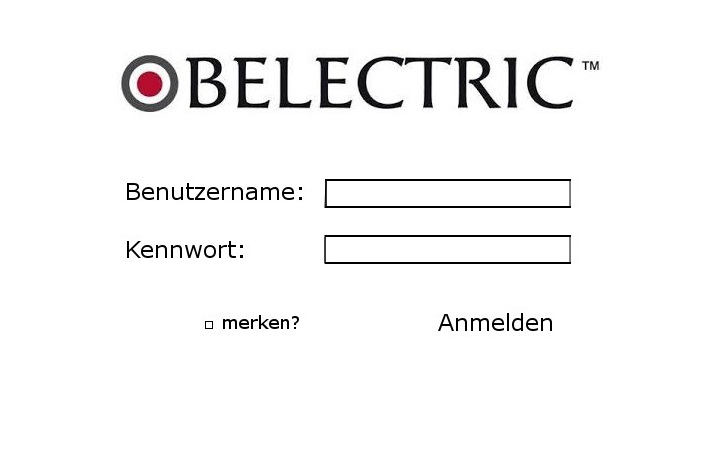 BELECTRIC™
Benutzername:
Kennwort:
merken? Anmelden